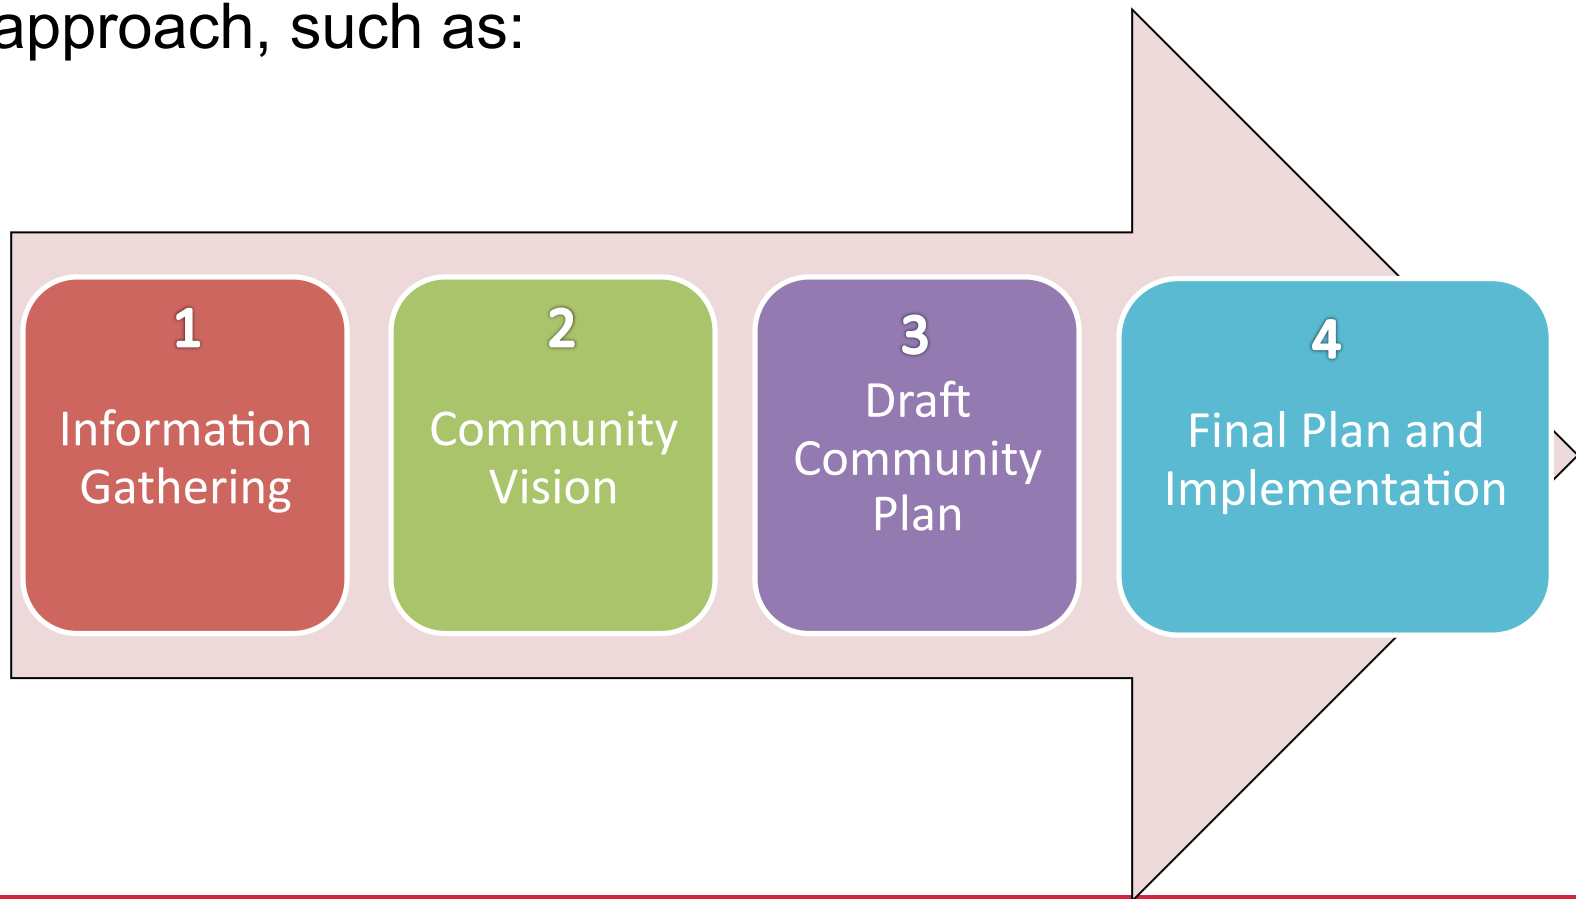 approach, such as:
1
Information
Gathering
2
Community
Vision
3
Draft
Community
Plan
4
Final Plan and
Implementation